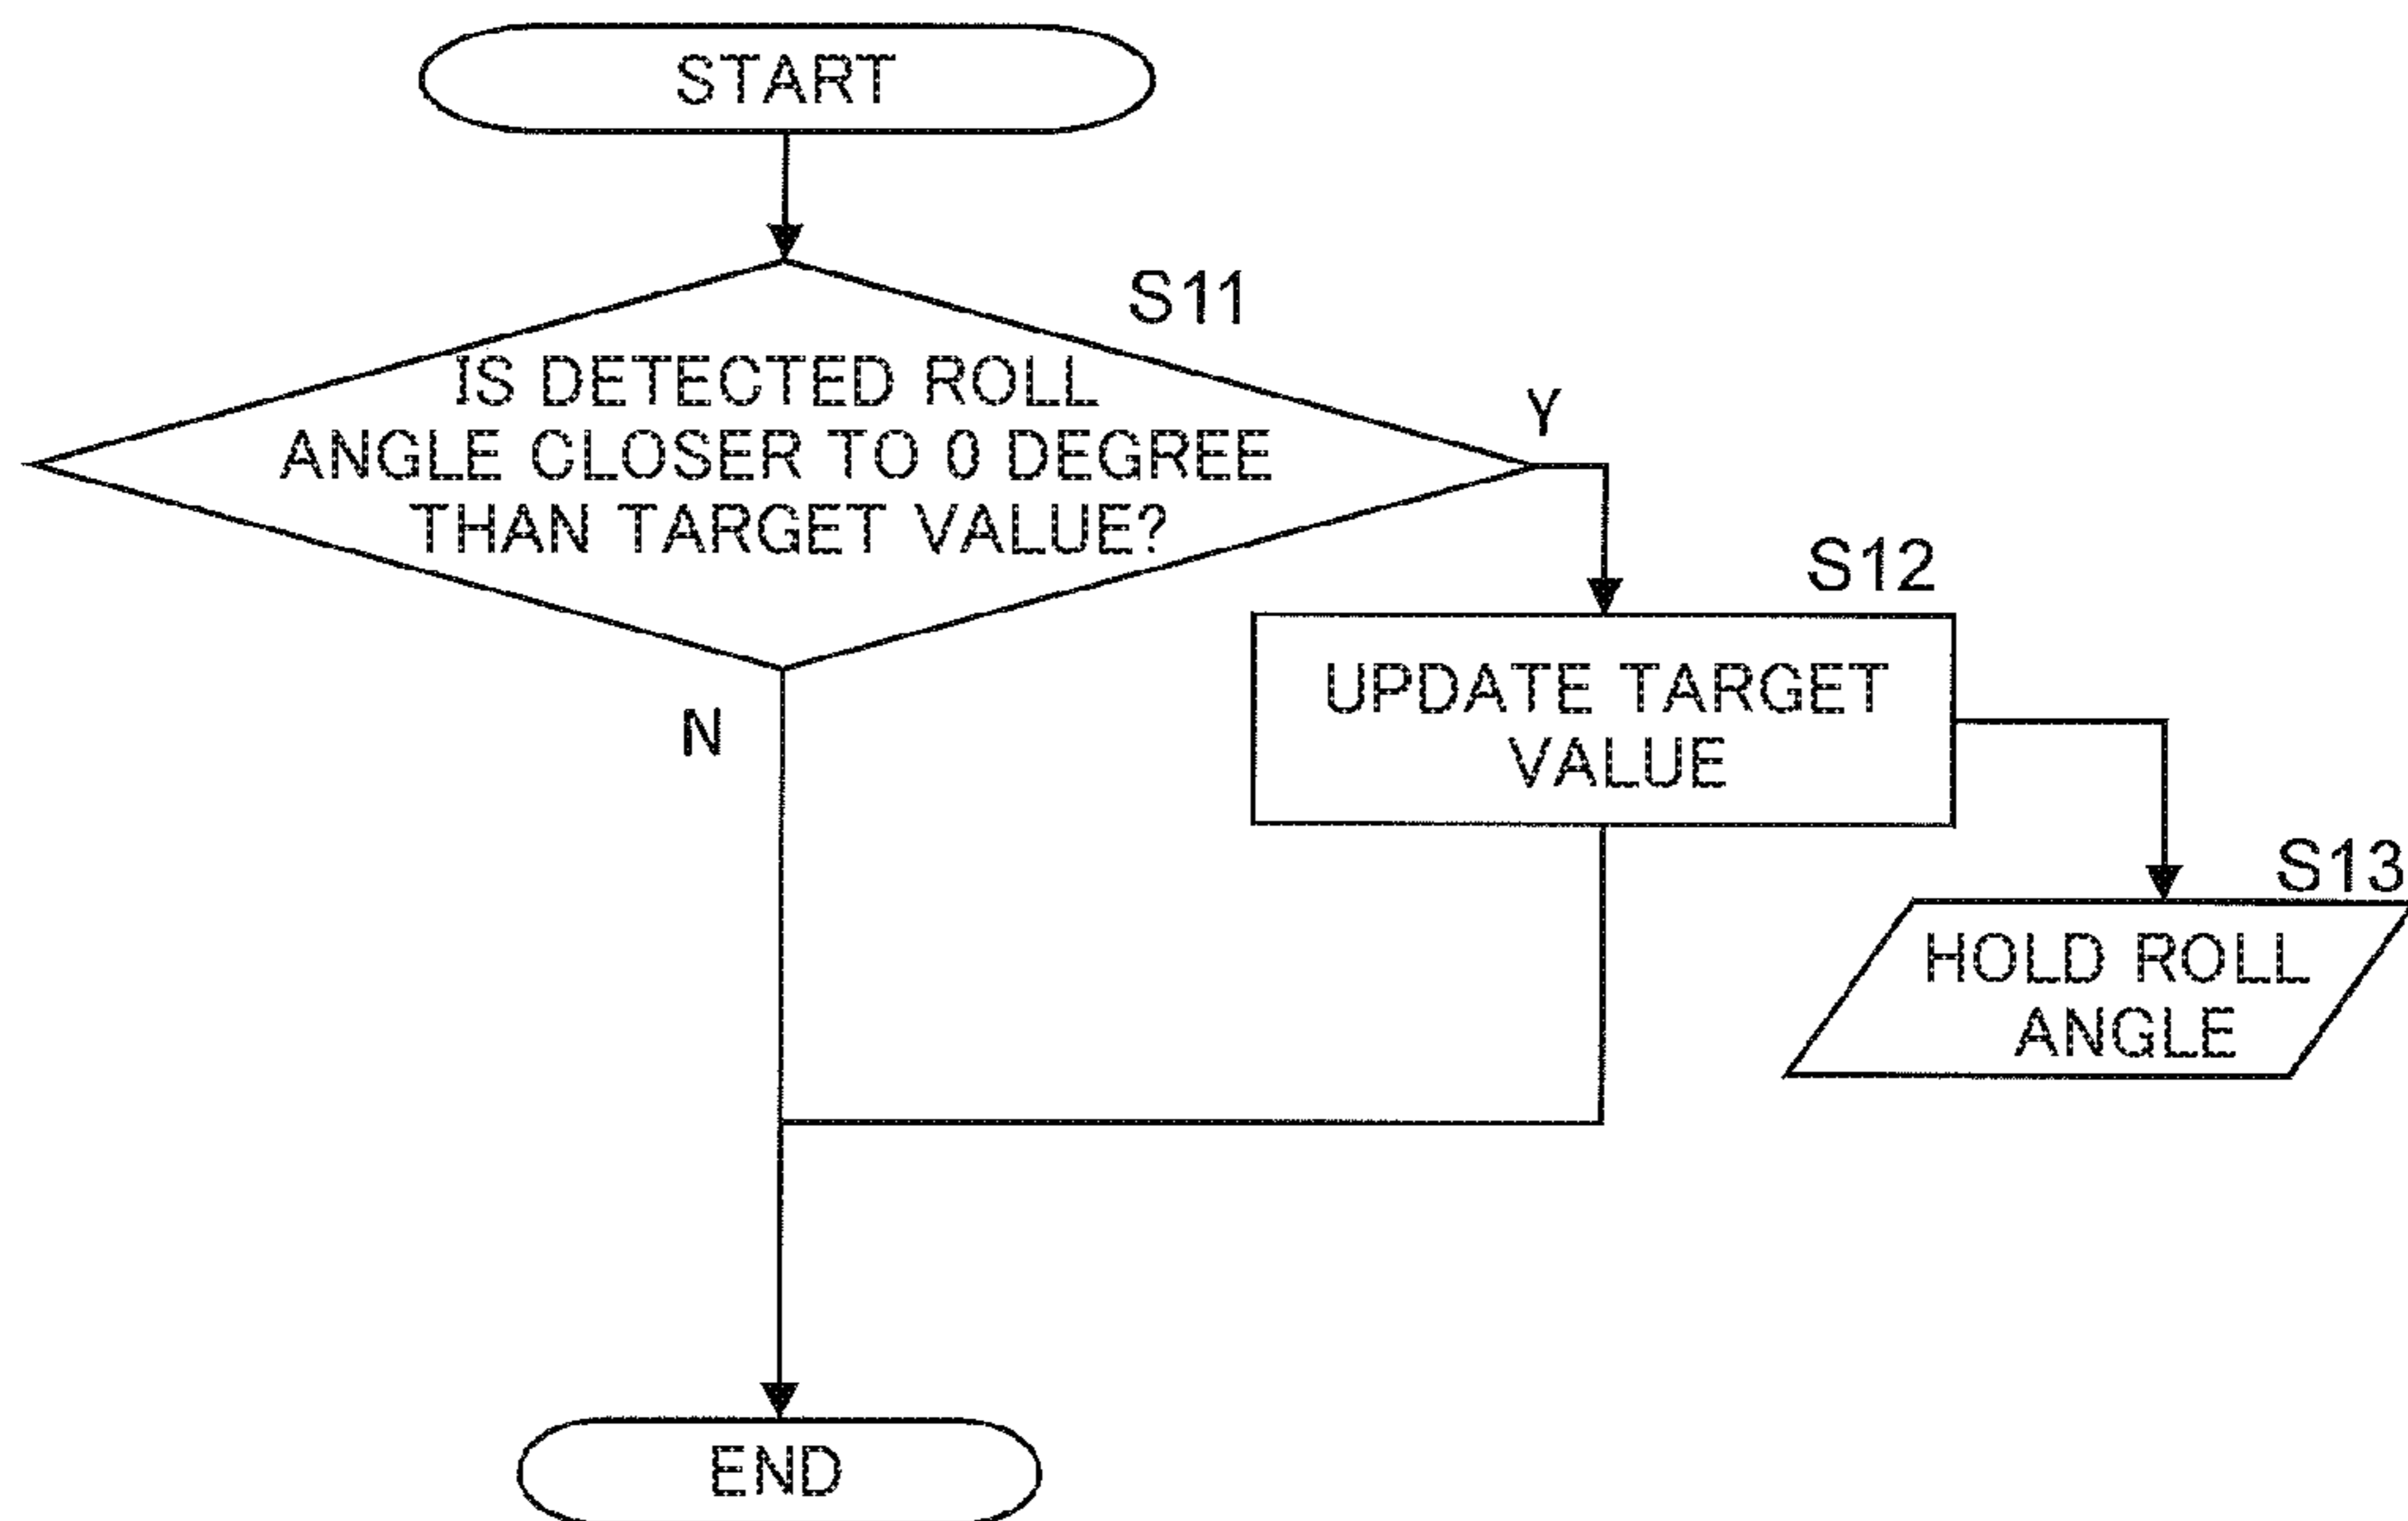 START
S11
IS DETECTED ROLL
ANGLE CLOSER TO 0 DEGREE
THAN TARGET VALUE?
Y
N
S12
UPDATE TARGET
VALUE
S13
HOLD ROLL
ANGLE
END